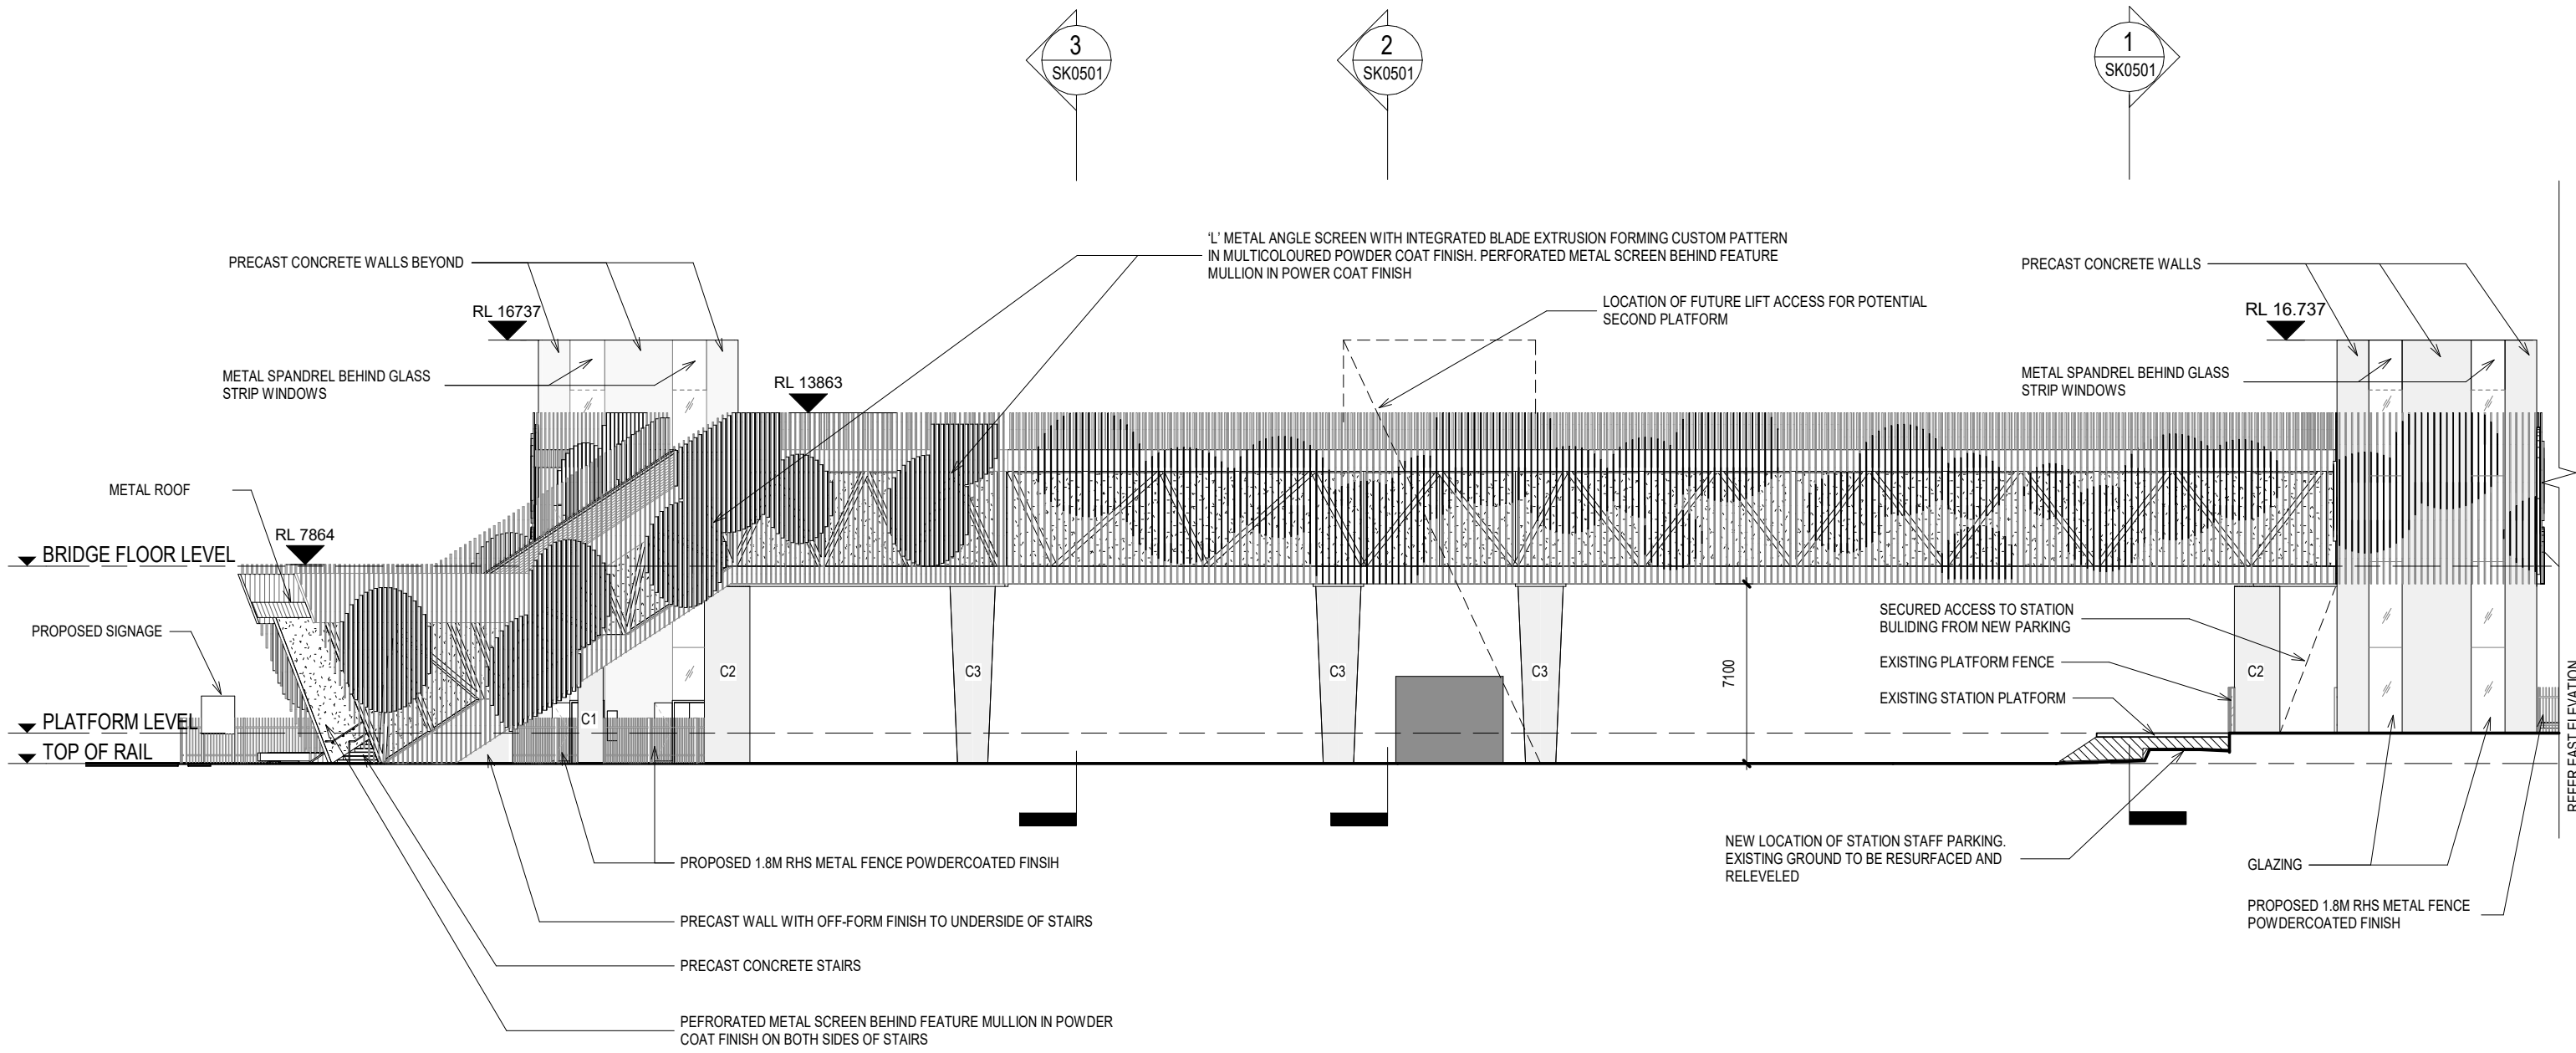 3
SK0501
2
SK0501
1
SK0501
'L' METAL ANGLE SCREEN WITH INTEGRATED BLADE EXTRUSION FORMING CUSTOM PATTERN
IN MULTICOLOURED POWDER COAT FINISH. PERFORATED METAL SCREEN BEHIND FEATURE
MULLION IN POWER COAT FINISH
PRECAST CONCRETE WALLS BEYOND
PRECAST CONCRETE WALLS
LOCATION OF FUTURE LIFT ACCESS FOR POTENTIAL
SECOND PLATFORM
RL 16737
RL 16.737
METAL SPANDREL BEHIND GLASS
STRIP WINDOWS
RL 13863
METAL SPANDREL BEHIND GLASS
STRIP WINDOWS
METAL ROOF
RL 7864
BRIDGE FLOOR LEVEL
PROPOSED SIGNAGE
SECURED ACCESS TO STATION
BULIDING FROM NEW PARKING
EXISTING PLATFORM FENCE
EXISTING STATION PLATFORM
C1
C2
C3
C3
C3
C2
7100
PLATFORM LEVEL
TOP OF RAIL
REFER EAST ELEVATION
PROPOSED 1.8M RHS METAL FENCE POWDERCOATED FINSIH
NEW LOCATION OF STATION STAFF PARKING.
EXISTING GROUND TO BE RESURFACED AND
RELEVELED
GLAZING
PROPOSED 1.8M RHS METAL FENCE
POWDERCOATED FINISH
PRECAST WALL WITH OFF-FORM FINISH TO UNDERSIDE OF STAIRS
PRECAST CONCRETE STAIRS
PEFRORATED METAL SCREEN BEHIND FEATURE MULLION IN POWDER
COAT FINISH ON BOTH SIDES OF STAIRS